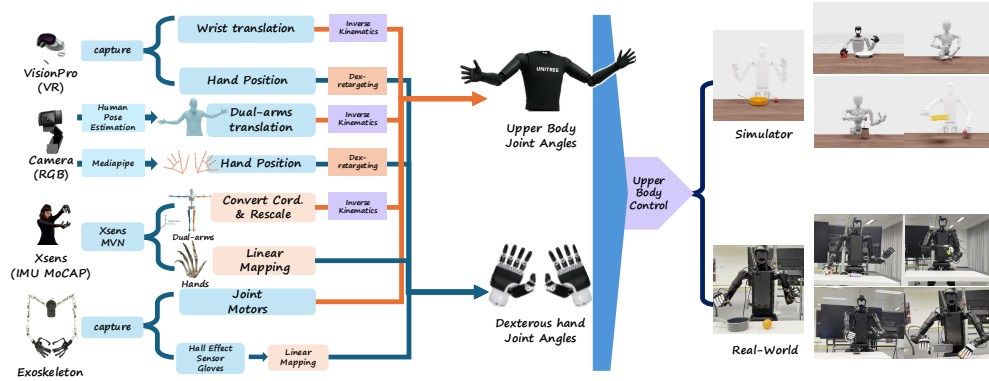 VisionPro
(VR)
capture
Wrist translation
Inverse
Kinematics
Hand Position
Dex-
retargeting
Camera
(RGB)
Human
Pose
Estimation
Dual-arms
translation
Inverse
Kinematics
Mediapipe
Hand Position
Dex-
retargeting
Xsens
(IMU MoCAP)
Xsens
MVN
Dual-arms
Convert Cord.
& Rescale
Inverse
Kinematics
Hands
Linear
Mapping
Exoskeleton
capture
Joint
Motors
Hall Effect
Sensor
Gloves
Linear
Mapping
UNITREE
Upper Body
Joint Angles
Dexterous hand
Joint Angles
Upper
Body
Control
Simulator
Real-World